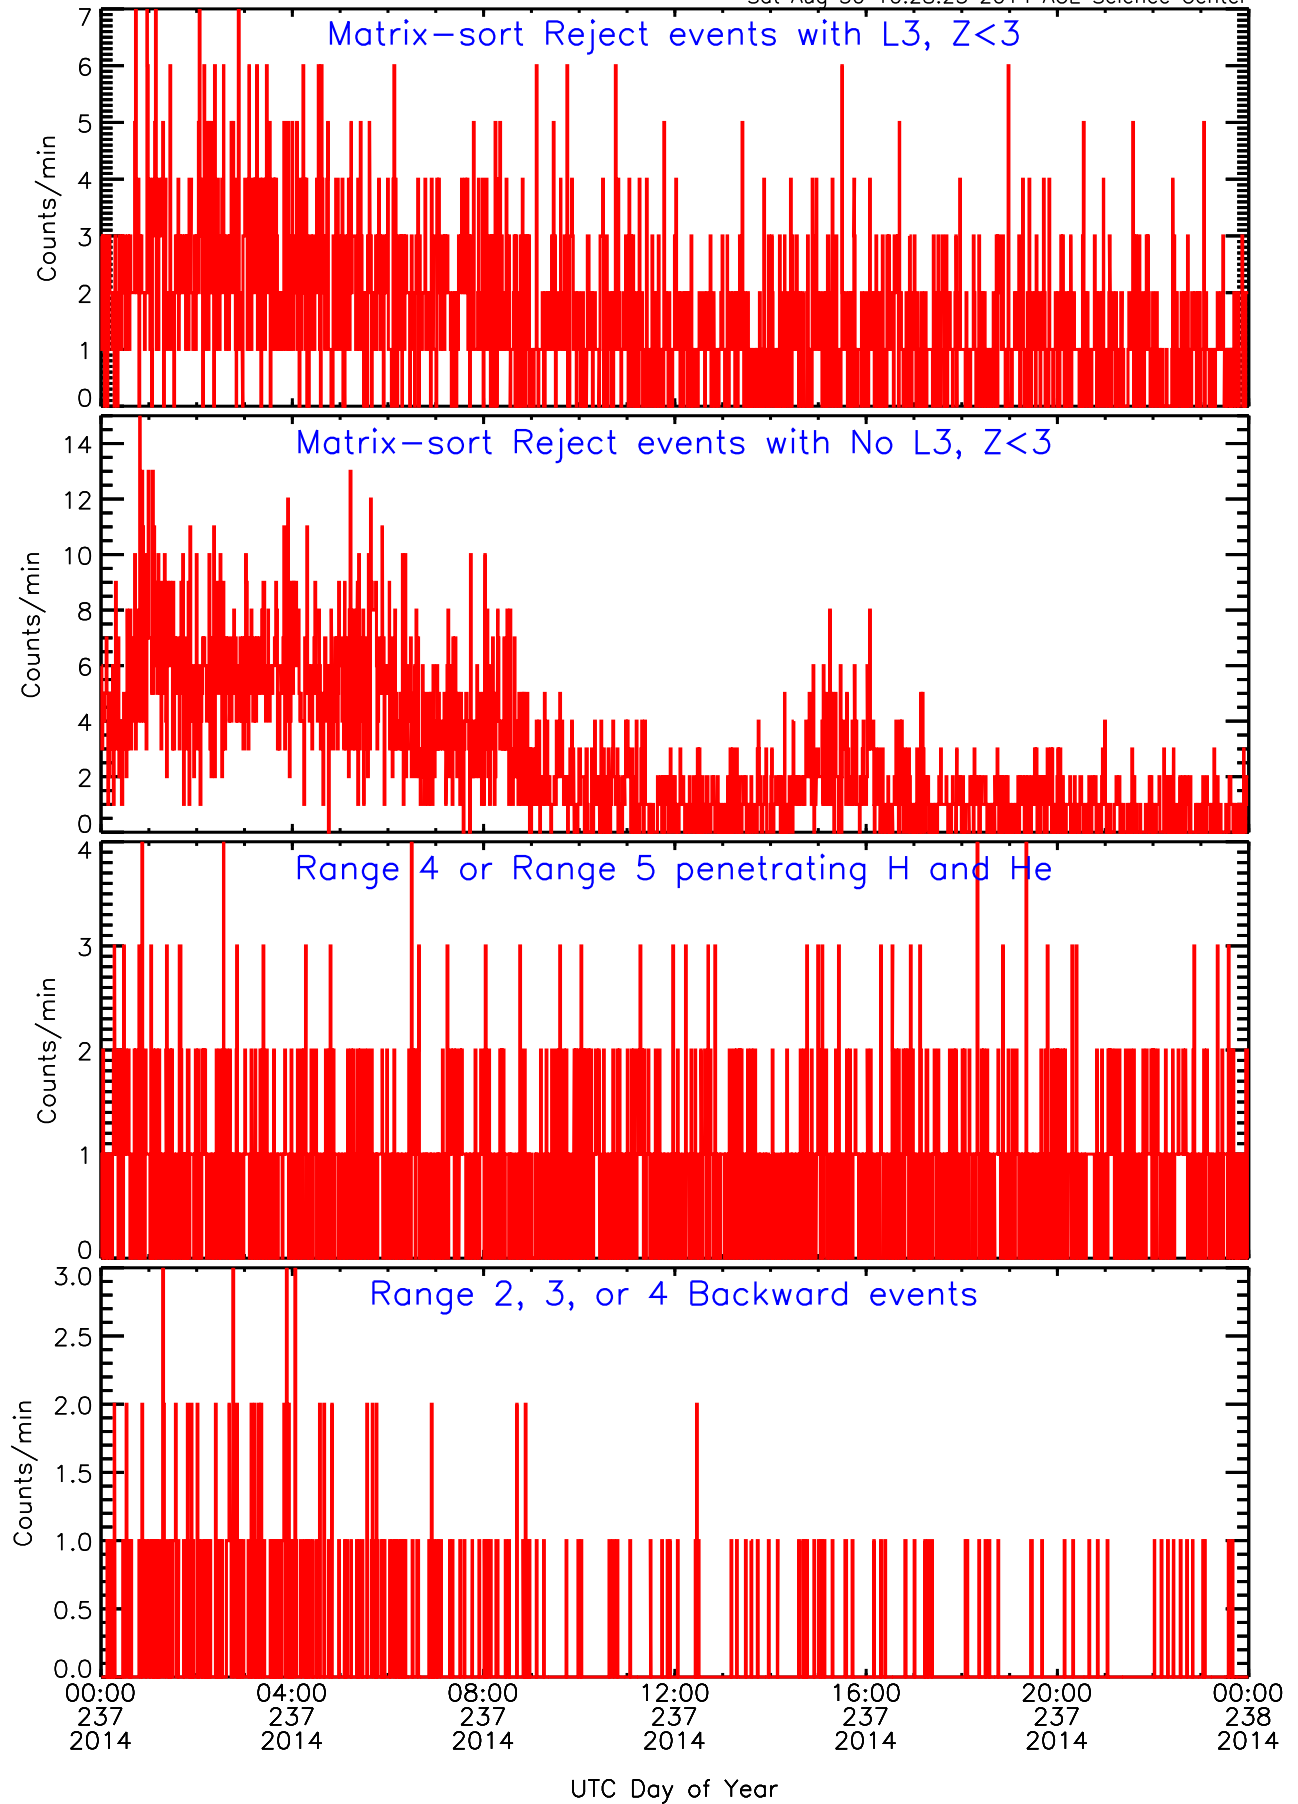 Matrix-sort Reject events with L3, Z<3
7
6
5
4
3
2
1
0
Counts/min
Matrix-sort Reject events with No L3, Z<3
14
12
10
8
6
4
2
0
Counts/min
Range 4 or Range 5 penetrating H and He
4
3
2
1
0
Counts/min
Range 2, 3, or 4 Backward events
3.0
2.5
2.0
1.5
1.0
0.5
0.0
Counts/min
00:00 04:00 08:00 12:00 16:00 20:00 00:00
237 237 237 237 237 237 238
2014 2014 2014 2014 2014 2014 2014
UTC Day of Year